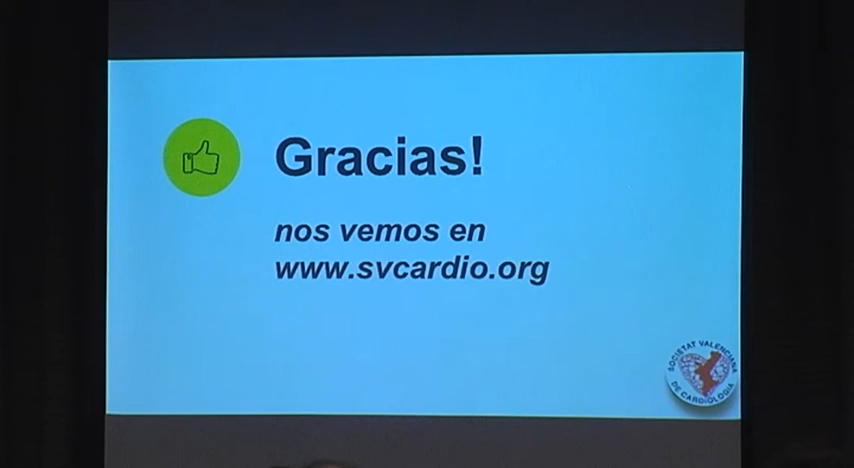 Gracias!
nos vemos en
www.svcardio.org
SOCIETAT VALENCIANA
DE CARDIOLOGIA